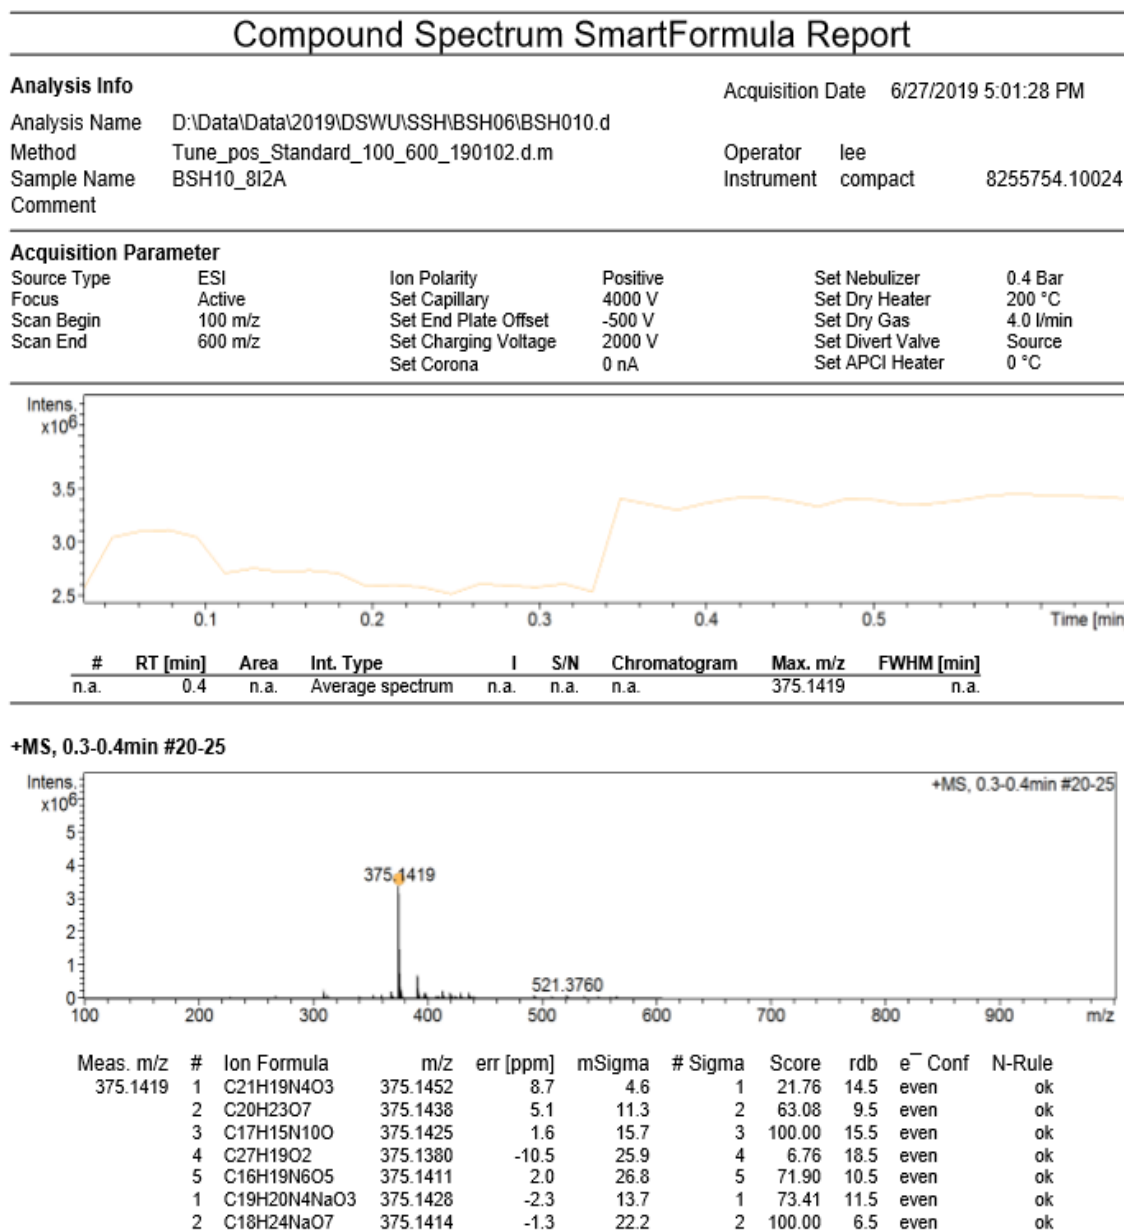 Compound Spectrum SmartFormula Report
Analysis Info
Acquisition Date 6/27/2019 5:01:28 PM
Analysis Name D:\Data\Data\2019\DSWU\SSH\BSH06\BSH010.d
Method Tune_pos_Standard_100_600_190102.d.m Operator lee
Sample Name BSH10_8I2A Instrument compact 8255754.10024
Comment
Acquisition Parameter
Source Type ESI Ion Polarity Positive Set Nebulizer 0.4 Bar
Focus Active Set Capillary 4000 V Set Dry Heater 200 °C
Scan Begin 100 m/z Set End Plate Offset -500 V Set Dry Gas 4.0 l/min
Scan End 600 m/z Set Charging Voltage 2000 V Set Divert Valve Source
Set Corona 0 nA Set APCI Heater 0 °C
Intens.
x10⁶
3.5
3.0
2.5
0.1 0.2 0.3 0.4 0.5 Time [min
# RT [min] Area Int. Type I S/N Chromatogram Max. m/z FWHM [min]
n.a. 0.4 n.a. Average spectrum n.a. n.a. n.a. 375.1419 n.a.
+MS, 0.3-0.4min #20-25
Intens.
x10⁶
+MS, 0.3-0.4min #20-25
5
4
375.1419
3
2
1
521.3760
0
100 200 300 400 500 600 700 800 900 m/z
Meas. m/z # Ion Formula m/z err [ppm] mSigma # Sigma Score rdb e⁻ Conf N-Rule
375.1419 1 C21H19N4O3 375.1452 8.7 4.6 1 21.76 14.5 even ok
2 C20H23O7 375.1438 5.1 11.3 2 63.08 9.5 even ok
3 C17H15N10O 375.1425 1.6 15.7 3 100.00 15.5 even ok
4 C27H19O2 375.1380 -10.5 25.9 4 6.76 18.5 even ok
5 C16H19N6O5 375.1411 2.0 26.8 5 71.90 10.5 even ok
1 C19H20N4NaO3 375.1428 -2.3 13.7 1 73.41 11.5 even ok
2 C18H24NaO7 375.1414 -1.3 22.2 2 100.00 6.5 even ok